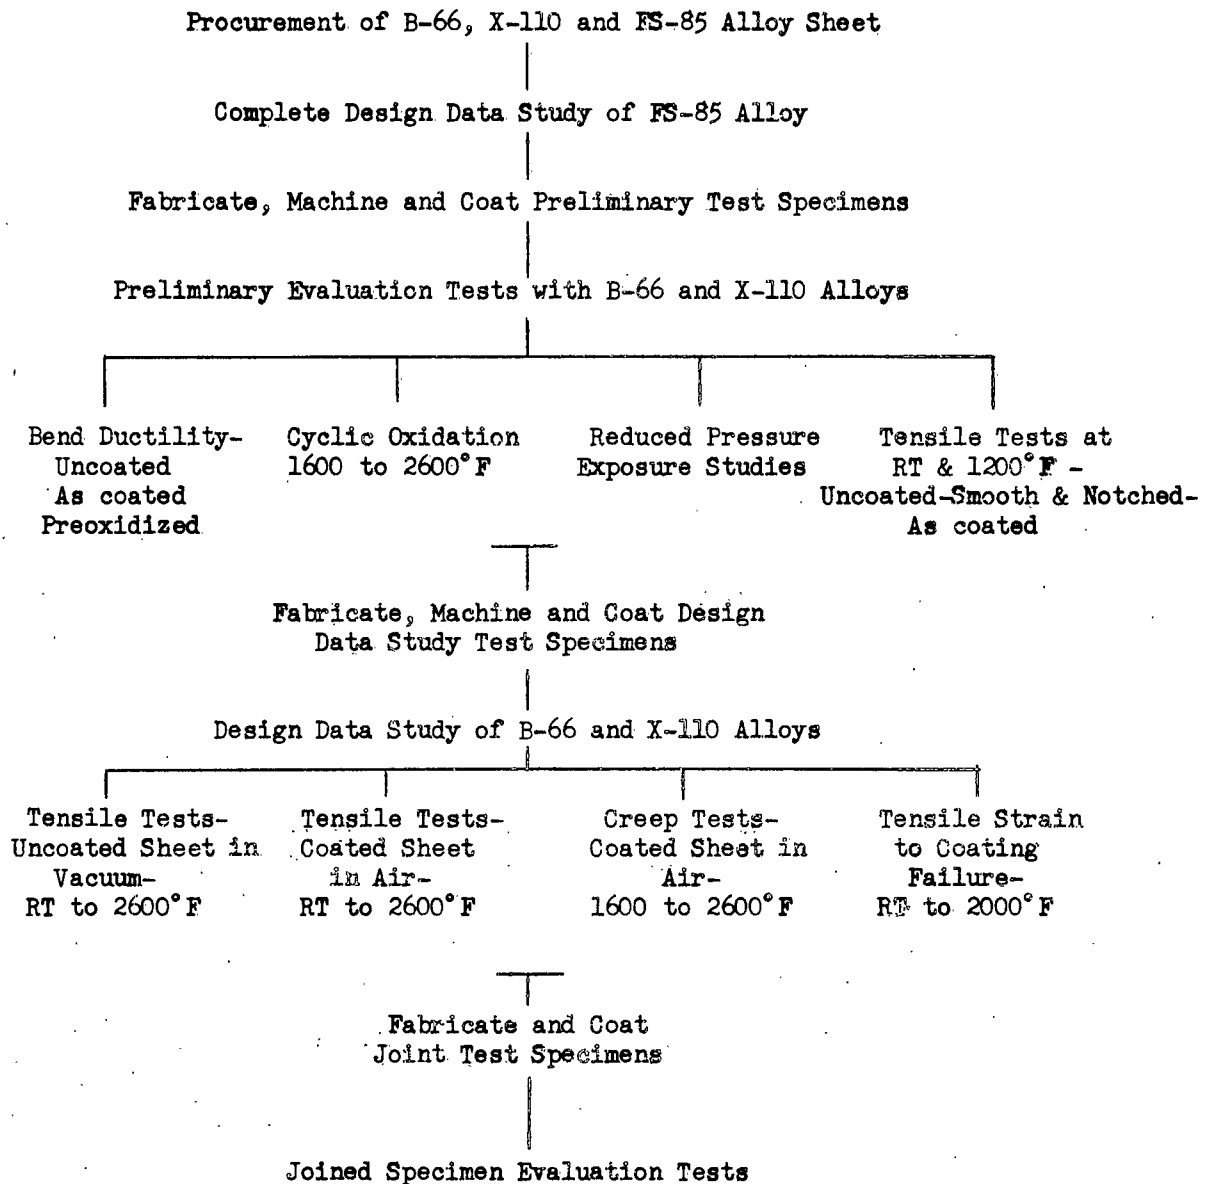 Procurement of B-66, X-110 and FS-85 Alloy Sheet
Complete Design Data Study of FS-85 Alloy
Fabricate, Machine and Coat Preliminary Test Specimens
Preliminary Evaluation Tests with B-66 and X-110 Alloys
Bend Ductility-
Uncoated
As coated
Preoxidized
Cyclic Oxidation
1600 to 2600°F
Reduced Pressure
Exposure Studies
Tensile Tests at
RT & 1200°F -
Uncoated-Smooth & Notched-
As coated
Fabricate, Machine and Coat Design
Data Study Test Specimens
Design Data Study of B-66 and X-110 Alloys
Tensile Tests-
Uncoated Sheet in
Vacuum-
RT to 2600°F
Tensile Tests-
Coated Sheet
in Air-
RT to 2600°F
Creep Tests-
Coated Sheet in
Air-
1600 to 2600°F
Tensile Strain
to Coating
Failure-
RT to 2000°F
Fabricate and Coat
Joint Test Specimens
Joined Specimen Evaluation Tests